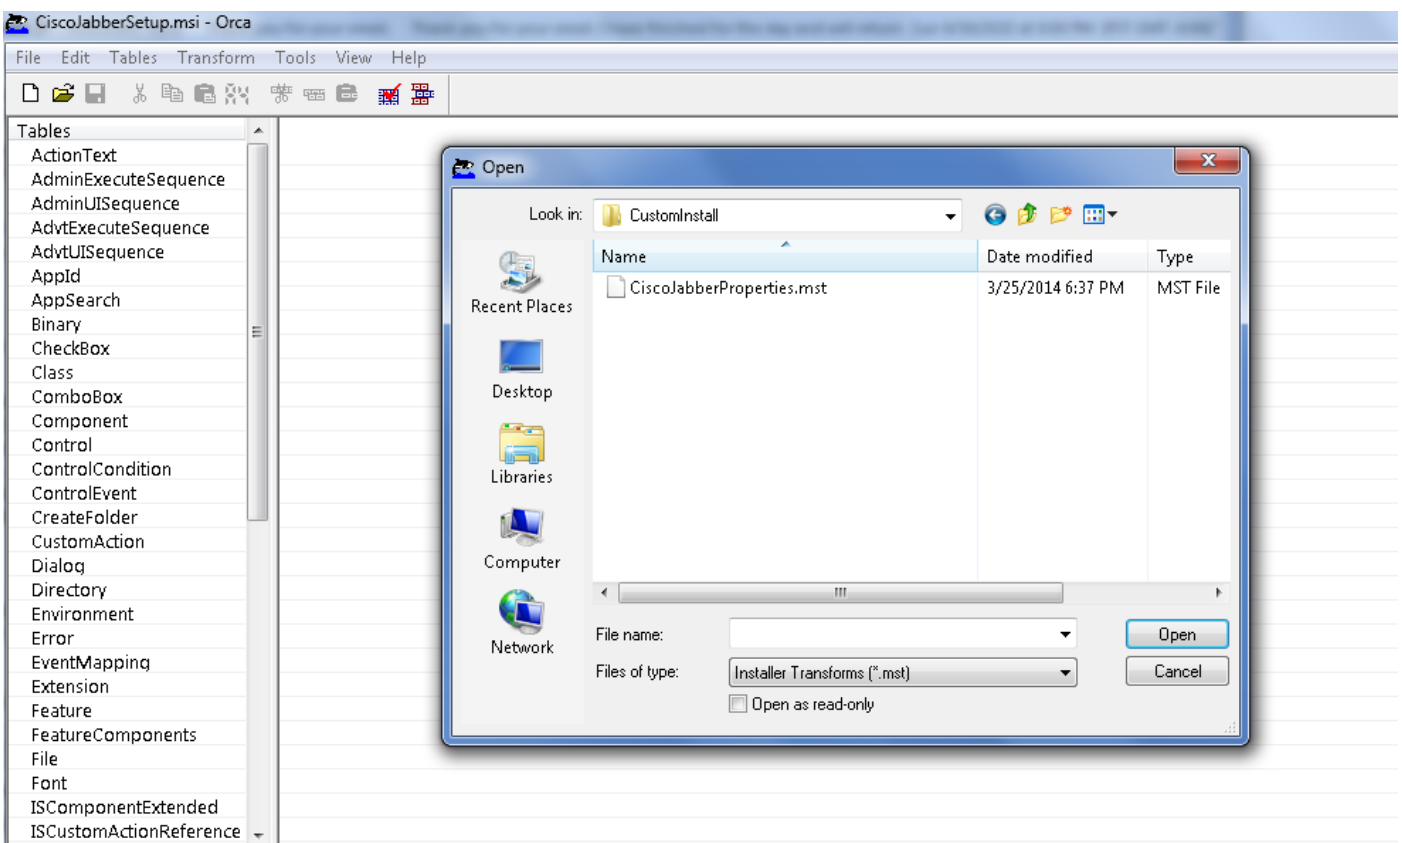 CiscoJabberSetup.msi - Orca
File Edit Tables Transform Tools View Help
Tables
ActionText
AdminExecuteSequence
AdminUISequence
AdvtExecuteSequence
AdvtUISequence
AppId
AppSearch
Binary
CheckBox
Class
ComboBox
Component
Control
ControlCondition
ControlEvent
CreateFolder
CustomAction
Dialog
Directory
Environment
Error
EventMapping
Extension
Feature
FeatureComponents
File
Font
ISComponentExtended
ISCustomActionReference
Open
Look in: CustomInstall
Name Date modified Type
CiscoJabberProperties.mst 3/25/2014 6:37 PM MST File
Recent Places
Desktop
Libraries
Computer
Network
File name: Open
Files of type: Installer Transforms (*.mst) Cancel
Open as read-only